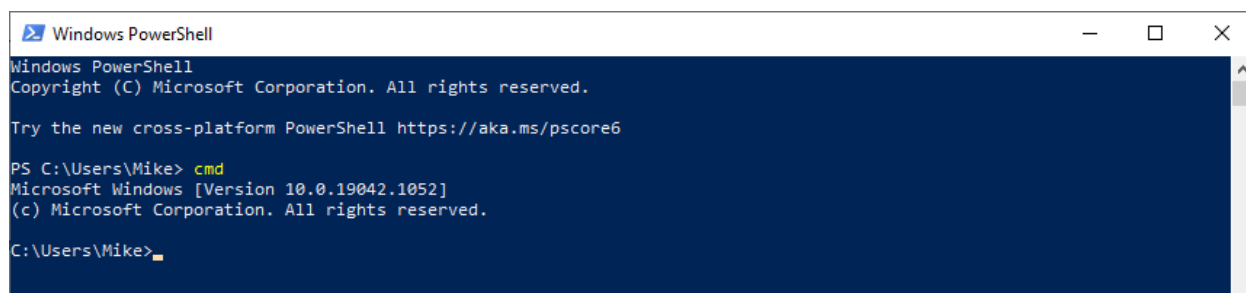 Windows PowerShell
Windows PowerShell
Copyright (C) Microsoft Corporation. All rights reserved.
Try the new cross-platform PowerShell https://aka.ms/pscore6
PS C:\Users\Mike> cmd
Microsoft Windows [Version 10.0.19042.1052]
(c) Microsoft Corporation. All rights reserved.
C:\Users\Mike>